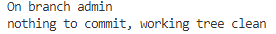 On branch admin
nothing to commit, working tree clean